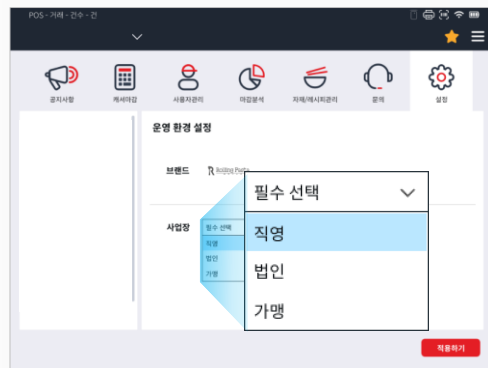 POS - 거래 - 건수 - 건
공지사항
캐셔마감
사용자관리
마감분석
자재/레시피관리
문의
설정
운영 환경 설정
브랜드
사업장
필수 선택
직영
법인
가맹
필수 선택
직영
법인
가맹
적용하기